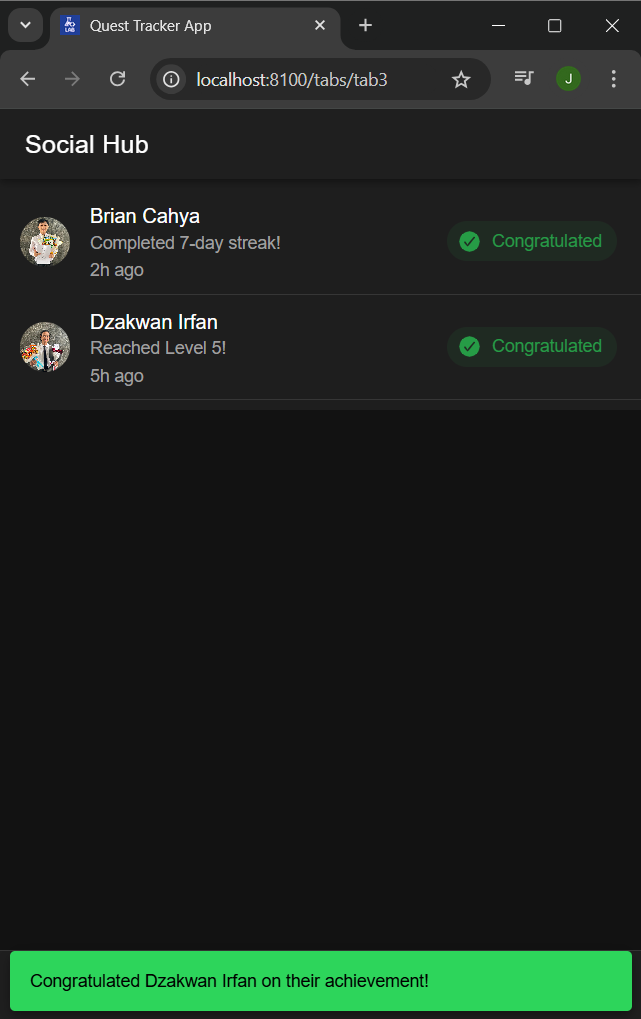 Quest Tracker App
localhost:8100/tabs/tab3
J
Social Hub
Brian Cahya
Completed 7-day streak!
2h ago
Congratulated
Dzakwan Irfan
Reached Level 5!
5h ago
Congratulated
Congratulated Dzakwan Irfan on their achievement!